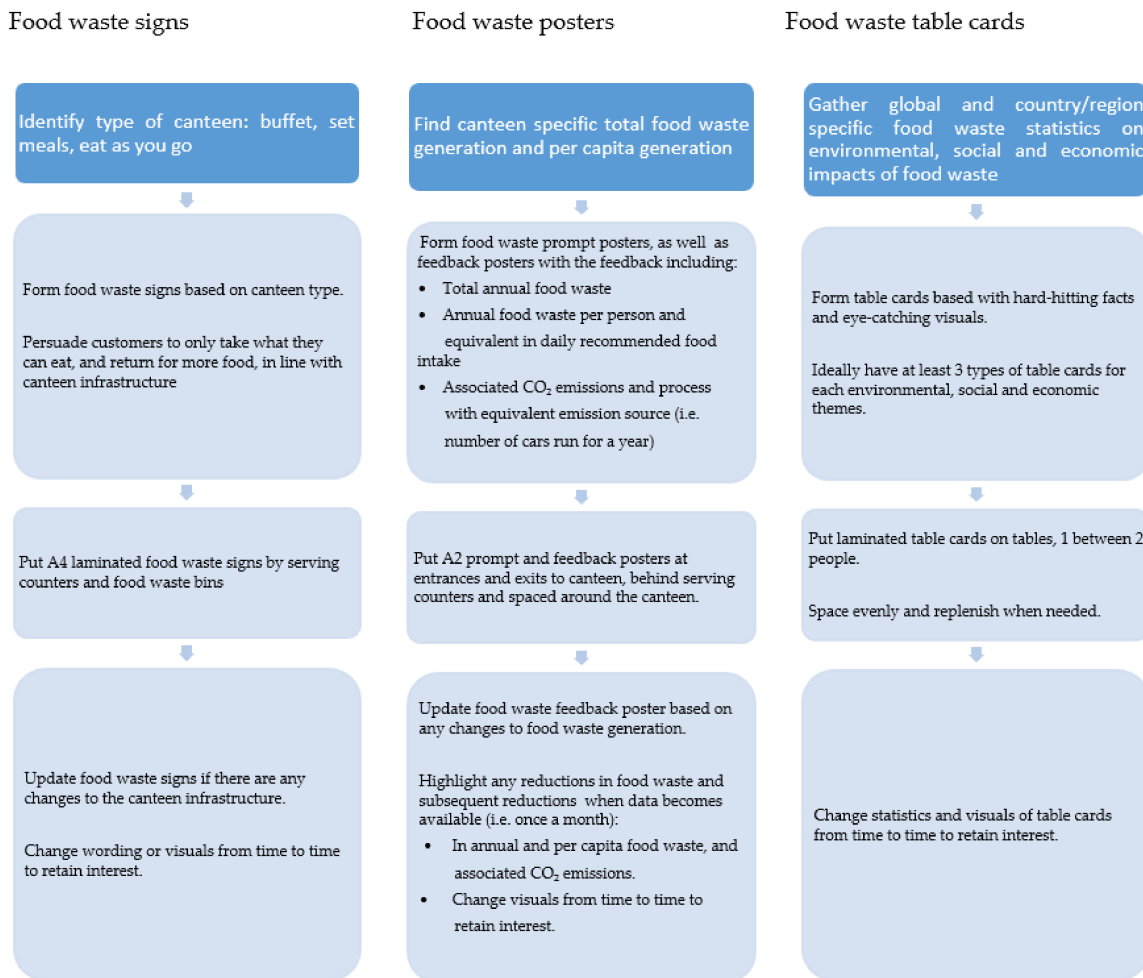 Food waste signs
Food waste posters
Food waste table cards
Identify type of canteen: buffet, set
meals, eat as you go
Form food waste signs based on canteen type.
Persuade customers to only take what they
can eat, and return for more food, in line with
canteen infrastructure
Put A4 laminated food waste signs by serving
counters and food waste bins
Update food waste signs if there are any
changes to the canteen infrastructure.
Change wording or visuals from time to time
to retain interest.
Find canteen specific total food waste
generation and per capita generation
Form food waste prompt posters, as well as
feedback posters with the feedback including:
• Total annual food waste
• Annual food waste per person and
equivalent in daily recommended food
intake
• Associated CO₂ emissions and process
with equivalent emission source (i.e.
number of cars run for a year)
Put A2 prompt and feedback posters at
entrances and exits to canteen, behind serving
counters and spaced around the canteen.
Update food waste feedback poster based on
any changes to food waste generation.
Highlight any reductions in food waste and
subsequent reductions when data becomes
available (i.e. once a month):
• In annual and per capita food waste, and
associated CO₂ emissions.
• Change visuals from time to time to
retain interest.
Gather global and country/region
specific food waste statistics on
environmental, social and economic
impacts of food waste
Form table cards based with hard-hitting facts
and eye-catching visuals.
Ideally have at least 3 types of table cards for
each environmental, social and economic
themes.
Put laminated table cards on tables, 1 between 2
people.
Space evenly and replenish when needed.
Change statistics and visuals of table cards
from time to time to retain interest.